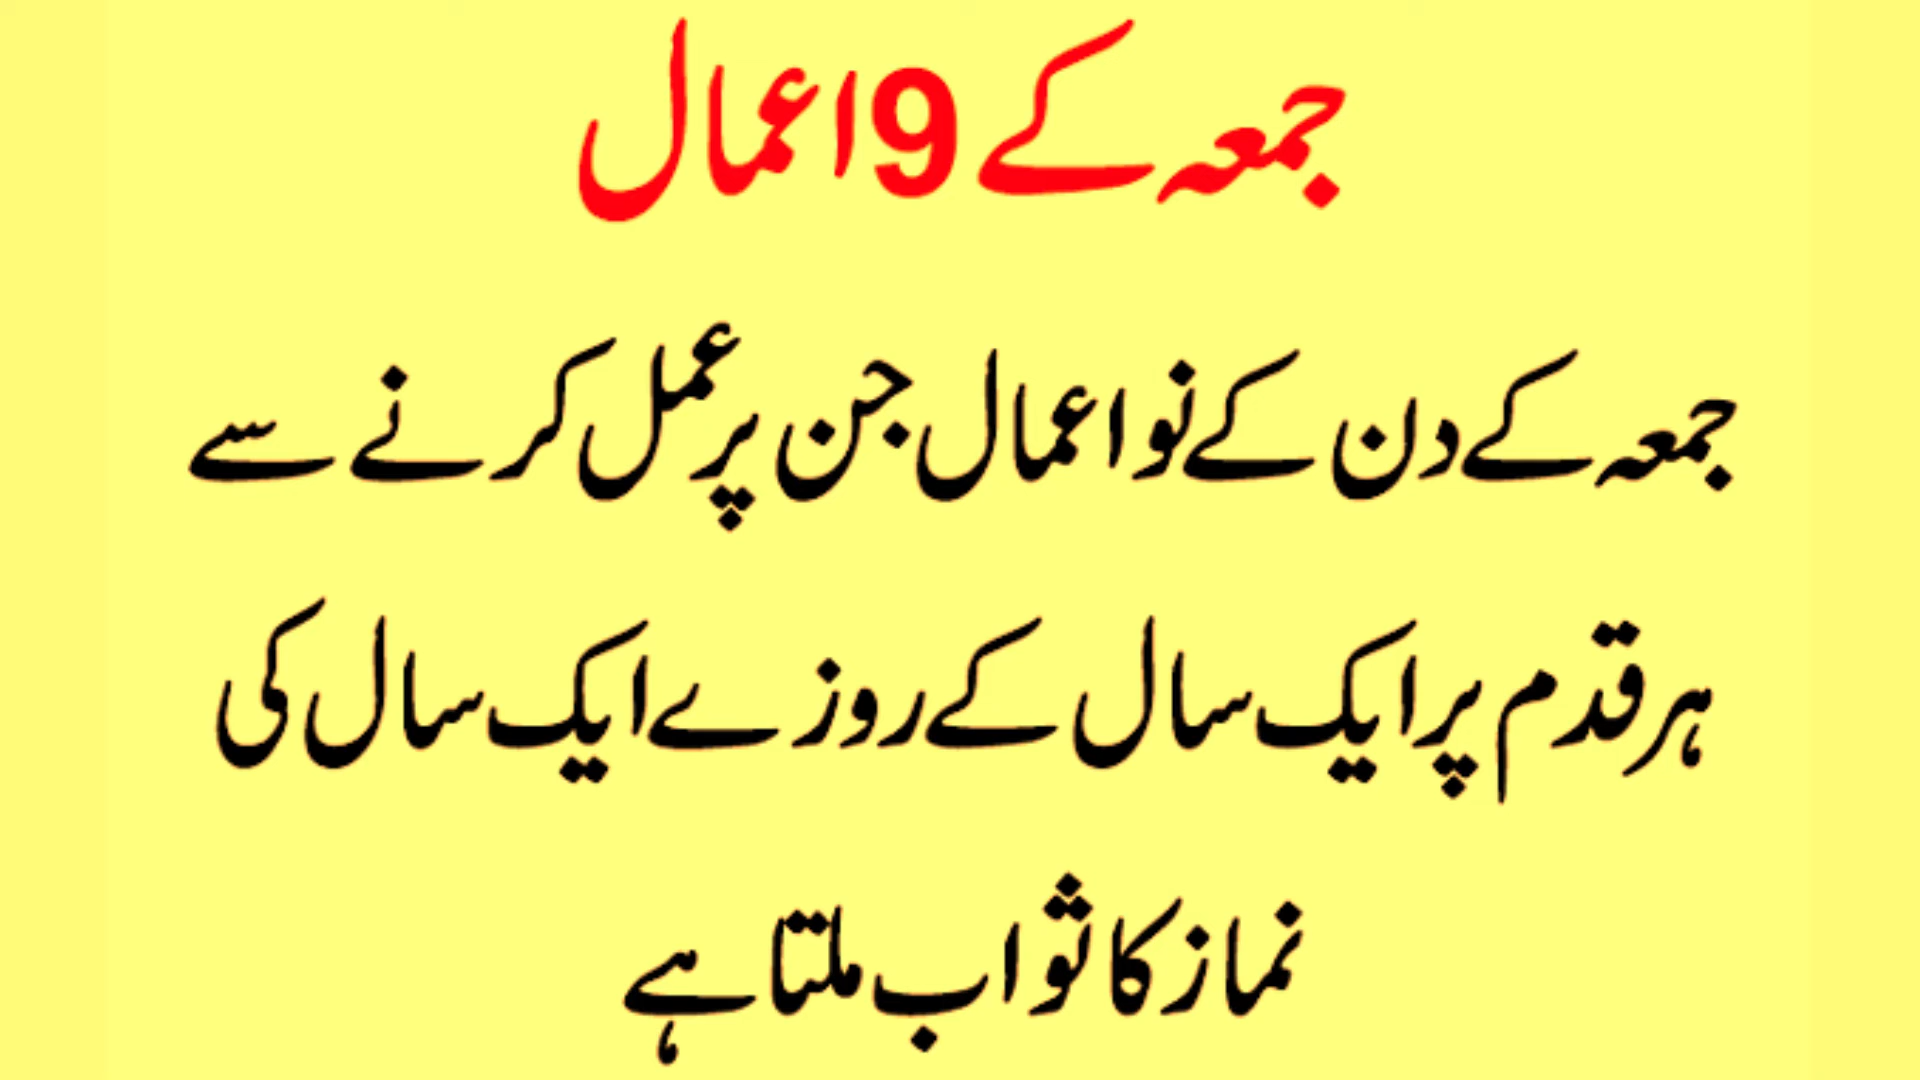 جمعہ کے 9 اعمال
جمعہ کے دن کے نو اعمال جن پر عمل کرنے سے
ہر قدم پر ایک سال کے روزے ایک سال کی
نماز کا ثواب ملتا ہے